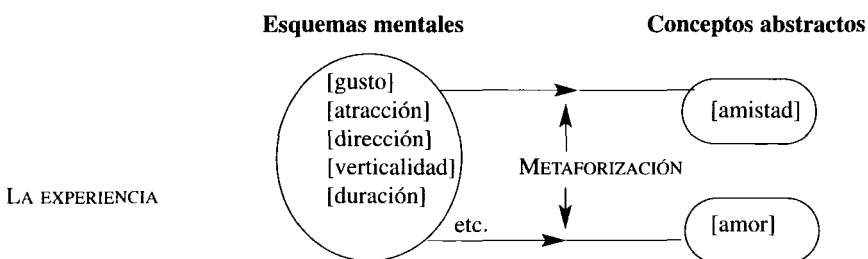 Esquemas mentales Conceptos abstractos
[gusto]
[atracción] [amistad]
[dirección]
[verticalidad] METAFORIZACIÓN
LA EXPERIENCIA [duración]
etc. [amor]